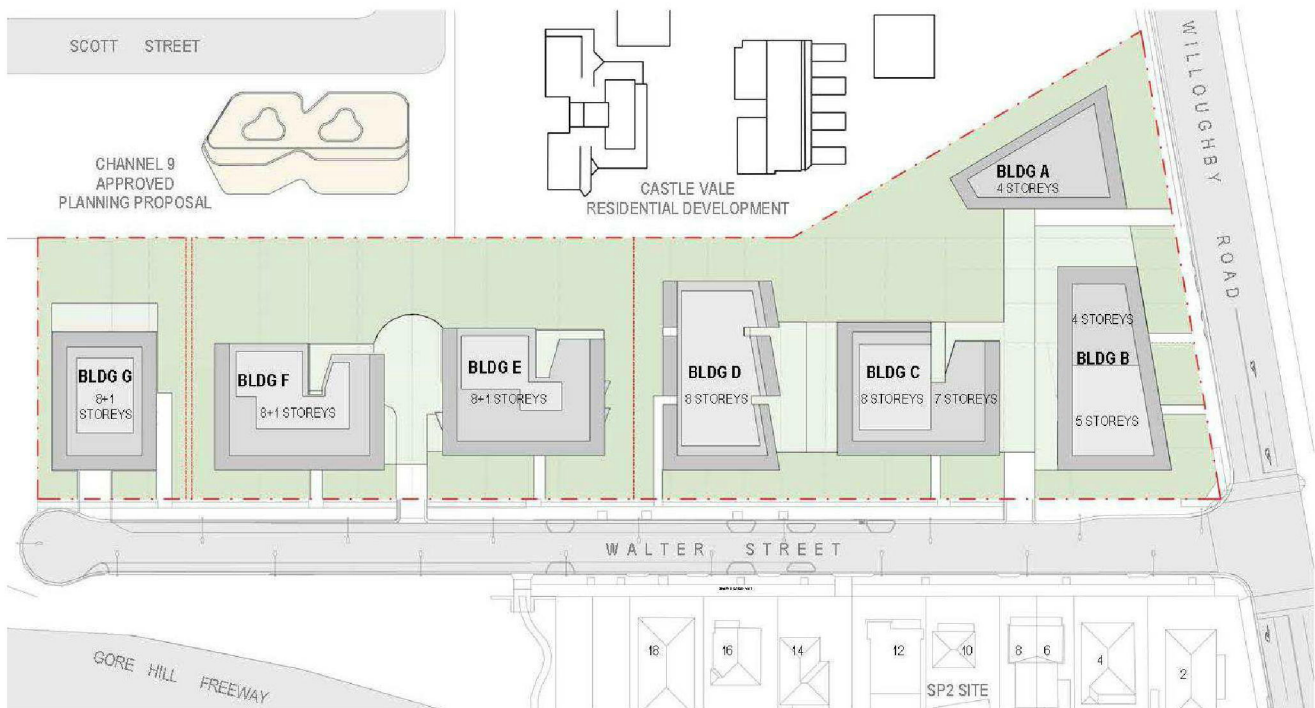 SCOTT STREET
WILLOUGHBY ROAD
CHANNEL 9
APPROVED
PLANNING PROPOSAL
CASTLE VALE
RESIDENTIAL DEVELOPMENT
BLDG A
4 STOREYS
BLDG G
8+1
STOREYS
BLDG F
8+1 STOREYS
BLDG E
8+1 STOREYS
BLDG D
8 STOREYS
BLDG C
8 STOREYS
7 STOREYS
4 STOREYS
BLDG B
5 STOREYS
WALTER STREET
GORE HILL FREEWAY
18
16
14
12
10
8
6
4
2
SP2 SITE